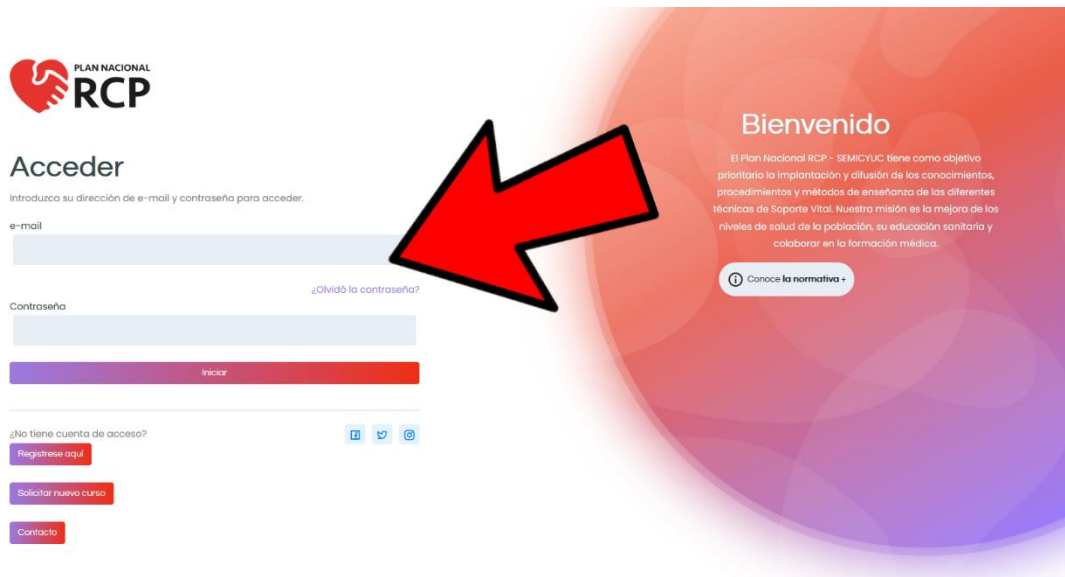 PLAN NACIONAL
RCP
Acceder
Introduzca su dirección de e-mail y contraseña para acceder.
e-mail
¿Olvidó la contraseña?
Contraseña
Iniciar
¿No tiene cuenta de acceso?
Regístrese aquí
Solicitar nuevo curso
Contacto
Bienvenido
El Plan Nacional RCP - SEMICYUC tiene como objetivo
prioritario la implantación y difusión de los conocimientos,
procedimientos y métodos de enseñanza de las diferentes
técnicas de Soporte Vital. Nuestra misión es la mejora de los
niveles de salud de la población, su educación sanitaria y
colaborar en la formación médica.
Conoce la normativa +